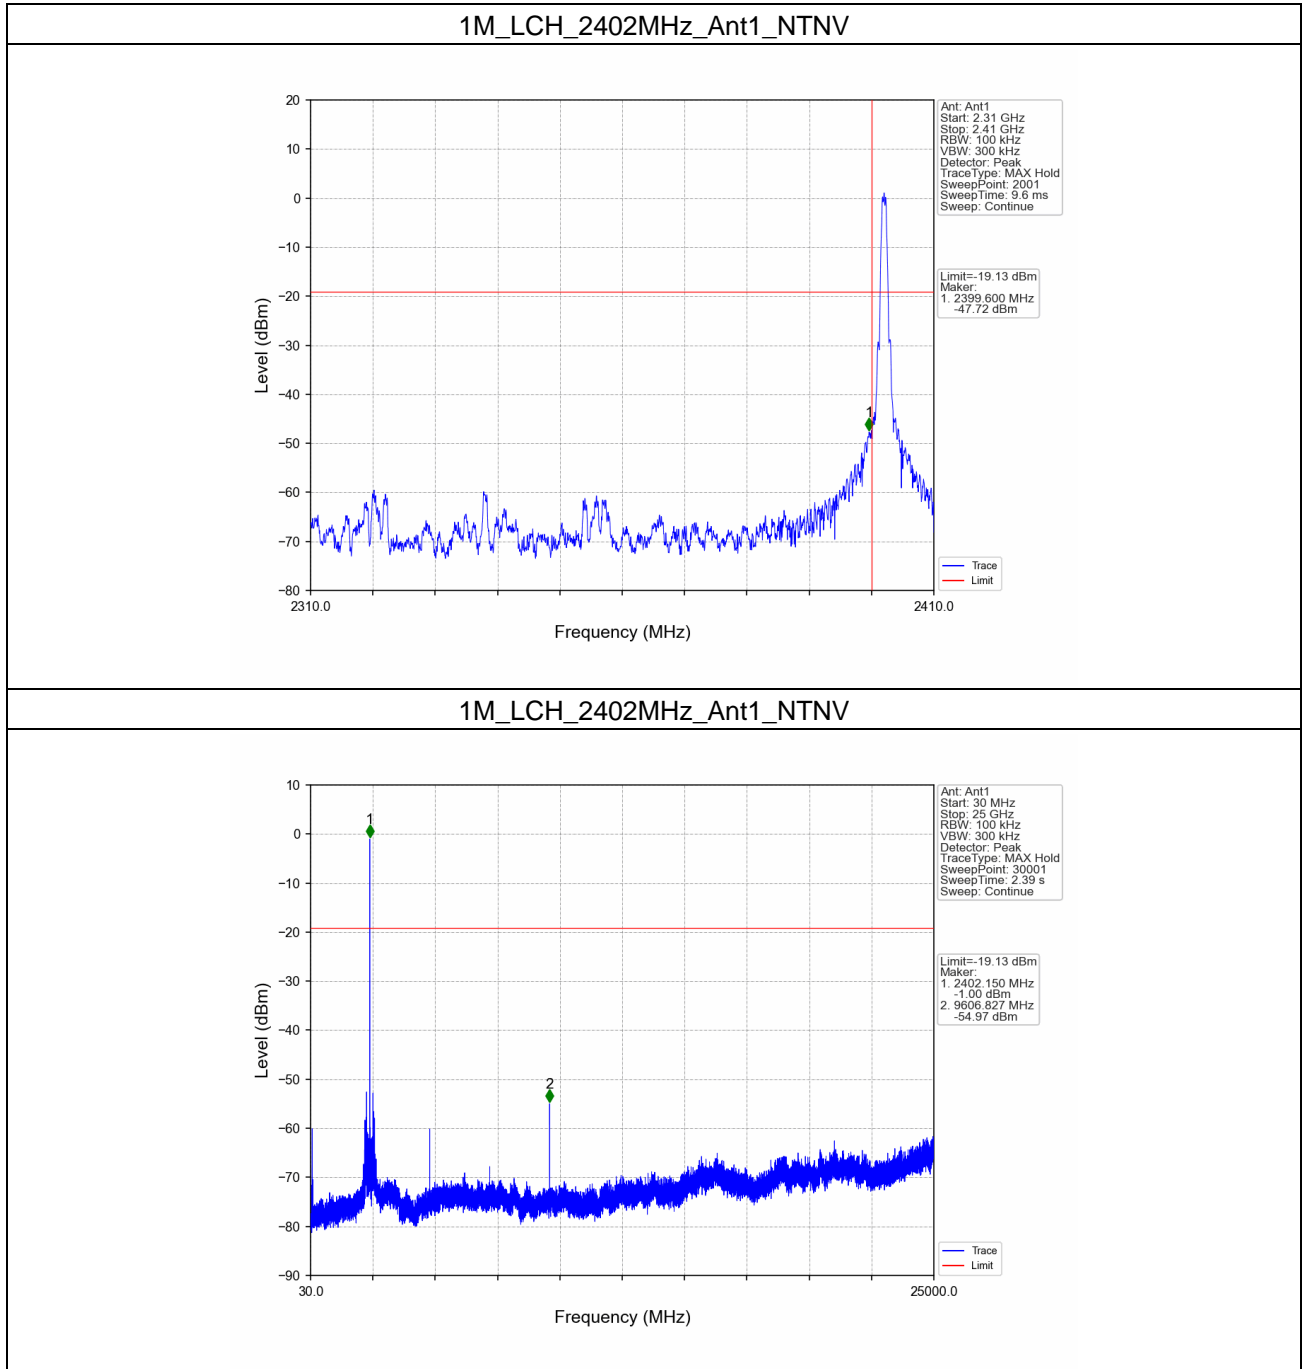 1M_LCH_2402MHz_Ant1_NTNV
20
10
0
−10
−20
−30
−40
−50
−60
−70
−80
Level (dBm)
1
2310.0
2410.0
Frequency (MHz)
Ant: Ant1
Start: 2.31 GHz
Stop: 2.41 GHz
RBW: 100 kHz
VBW: 300 kHz
Detector: Peak
TraceType: MAX Hold
SweepPoint: 2001
SweepTime: 9.6 ms
Sweep: Continue
Limit=-19.13 dBm
Maker:
1. 2399.600 MHz
-47.72 dBm
Trace
Limit
1M_LCH_2402MHz_Ant1_NTNV
10
0
−10
−20
−30
−40
−50
−60
−70
−80
−90
Level (dBm)
1
2
30.0
25000.0
Frequency (MHz)
Ant: Ant1
Start: 30 MHz
Stop: 25 GHz
RBW: 100 kHz
VBW: 300 kHz
Detector: Peak
TraceType: MAX Hold
SweepPoint: 30001
SweepTime: 2.39 s
Sweep: Continue
Limit=-19.13 dBm
Maker:
1. 2402.150 MHz
-1.00 dBm
2. 9606.827 MHz
-54.97 dBm
Trace
Limit